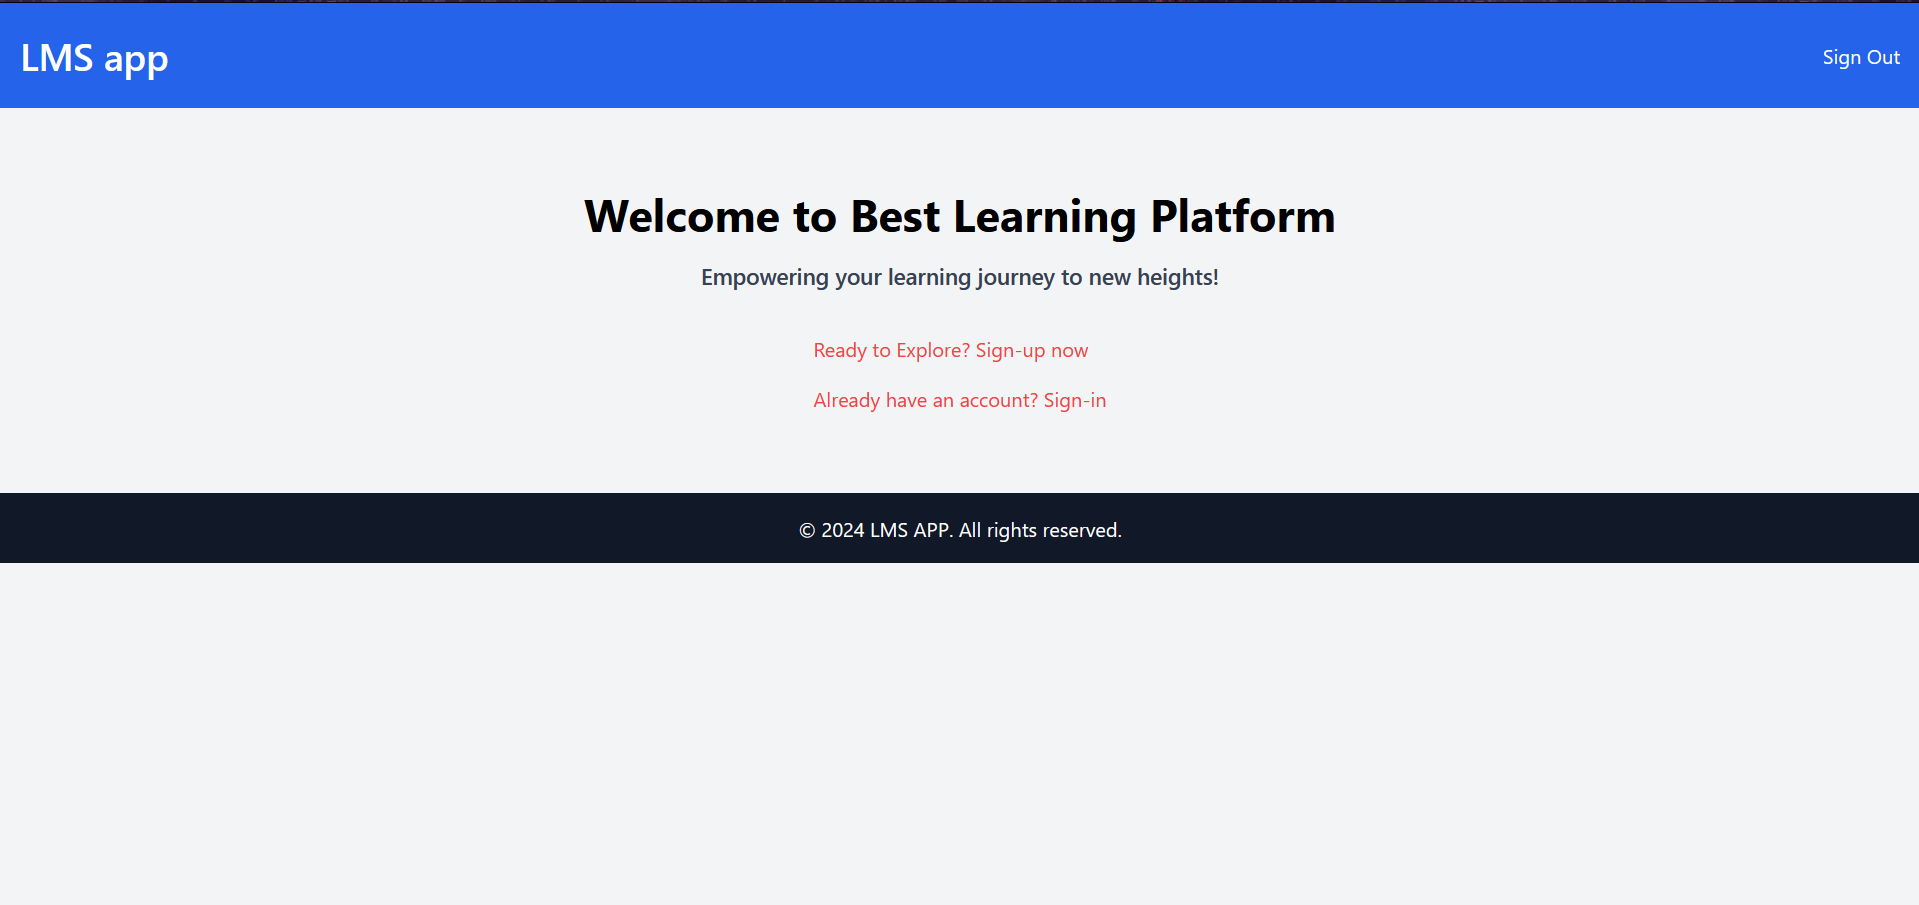 LMS app
Sign Out
Welcome to Best Learning Platform
Empowering your learning journey to new heights!
Ready to Explore? Sign-up now
Already have an account? Sign-in
© 2024 LMS APP. All rights reserved.